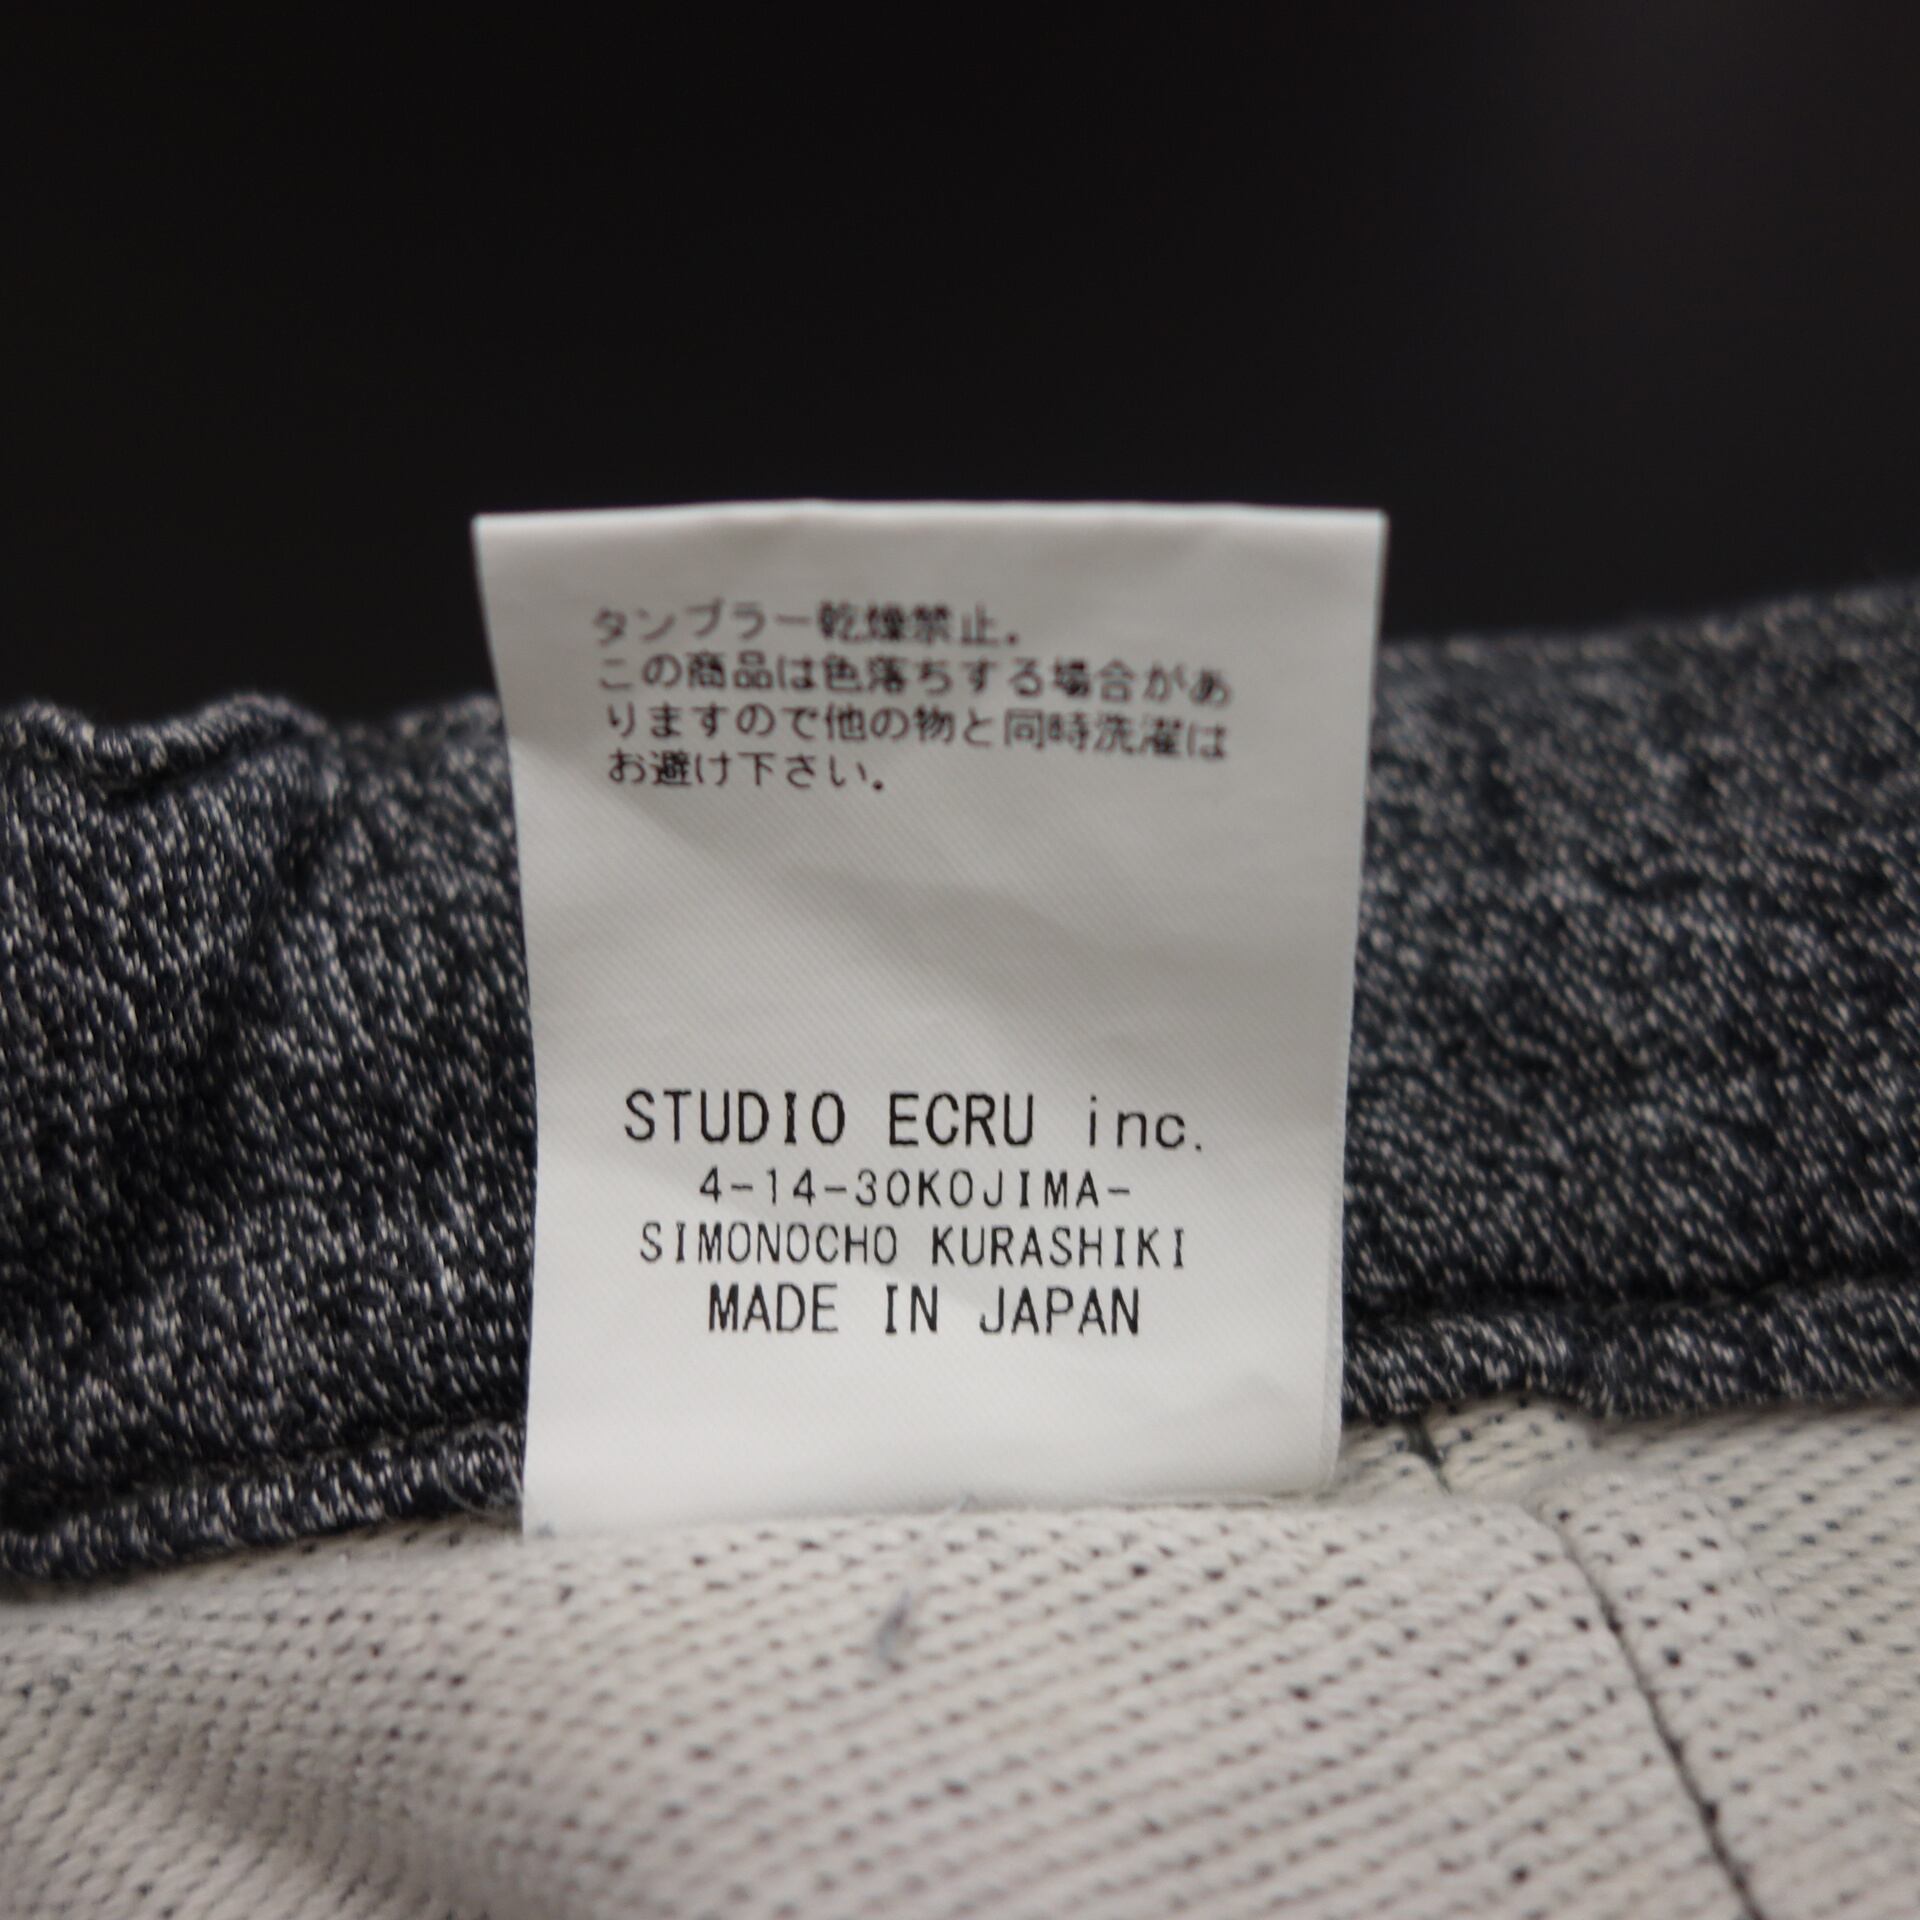 タンブラー乾燥禁止.
この商品は色落ちする場合があ
りますので他の物と同時洗濯は
お避け下さい.
STUDIO ECRU inc.
4-14-30KOJIMA-
SIMONOCHO KURASHIKI
MADE IN JAPAN